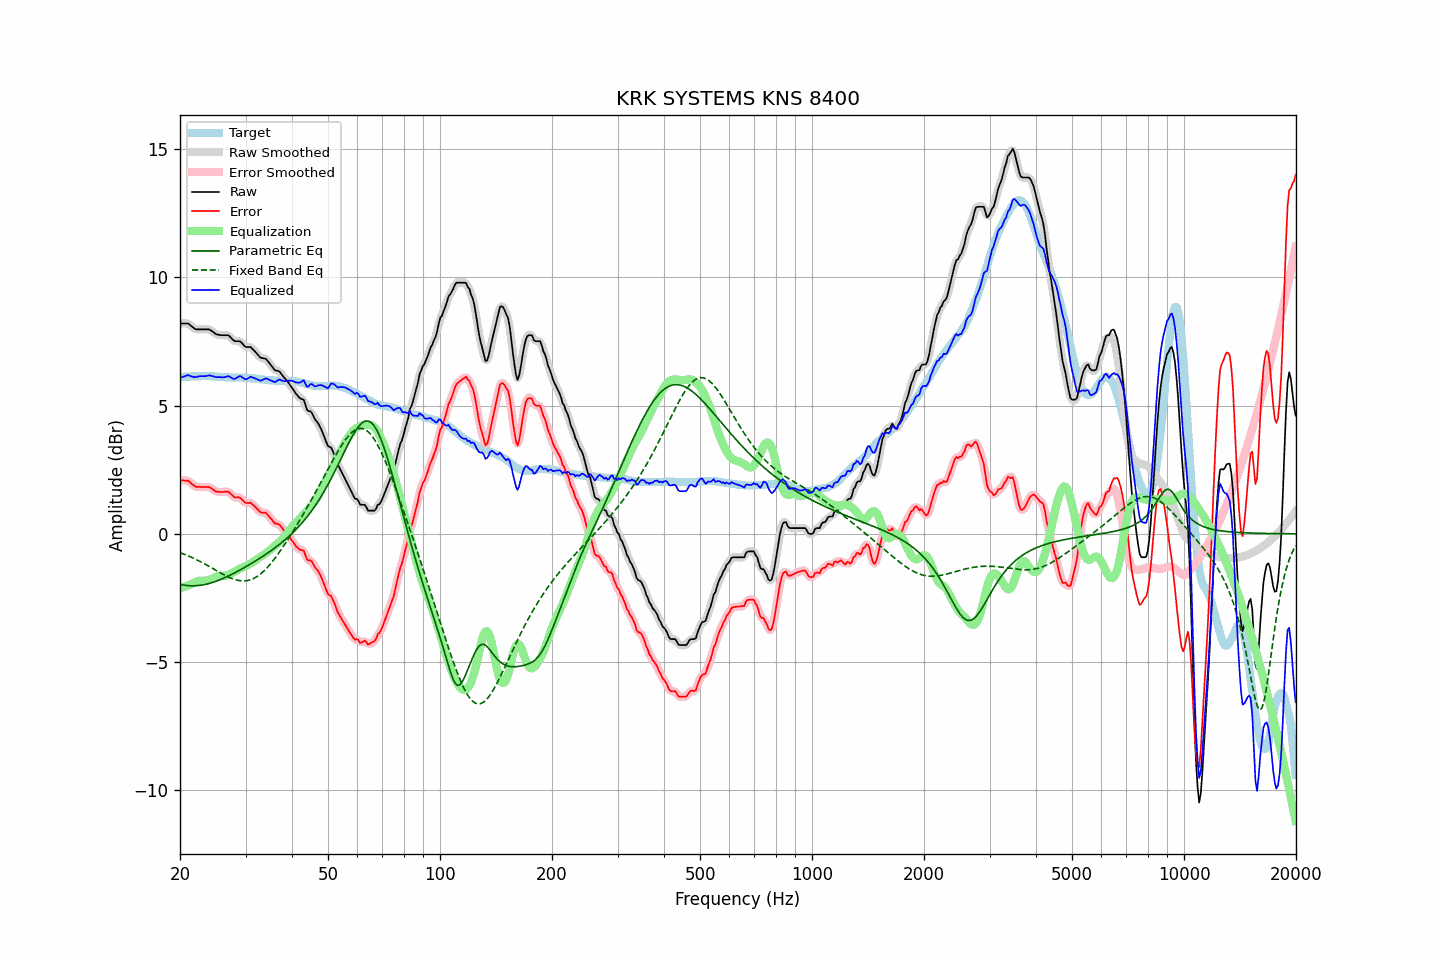 KRK SYSTEMS KNS 8400
Target
Raw Smoothed
Error Smoothed
Raw
Error
Equalization
Parametric Eq
Fixed Band Eq
Equalized
15
10
5
0
−5
−10
Amplitude (dBr)
20
50
100
200
500
1000
2000
5000
10000
20000
Frequency (Hz)